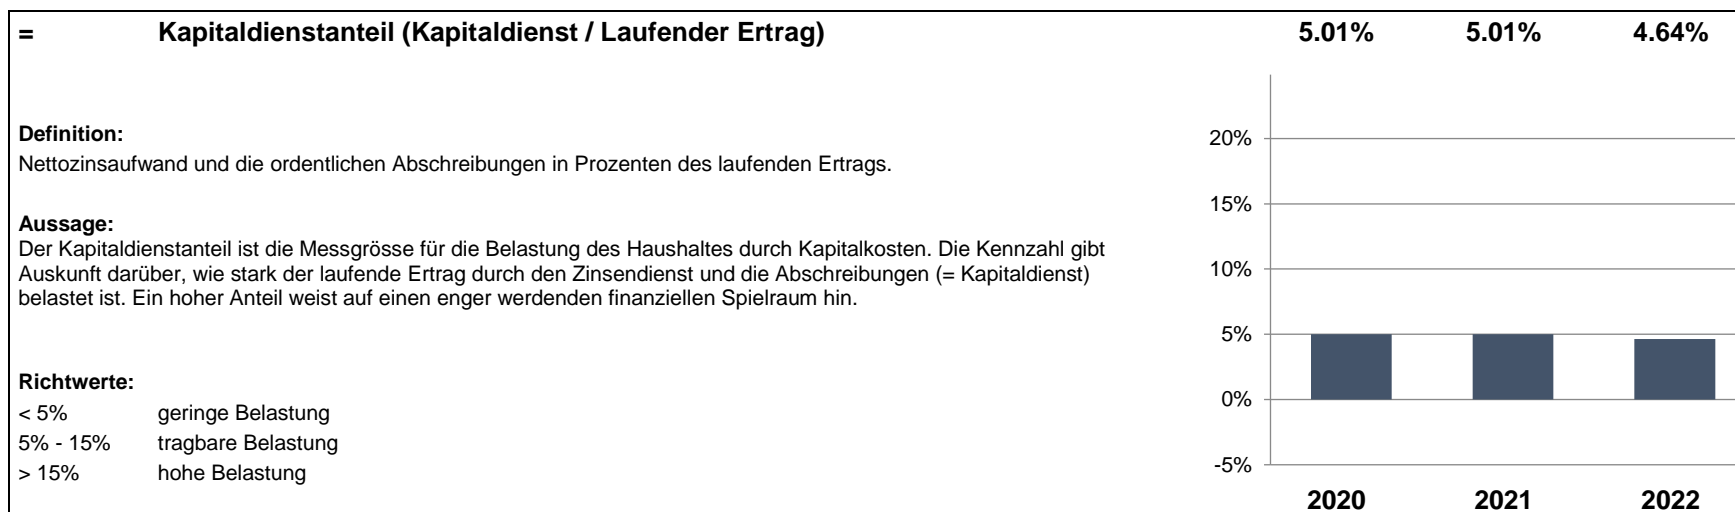 = Kapitaldienstanteil (Kapitaldienst / Laufender Ertrag) 5.01% 5.01% 4.64%
Definition:
Nettozinsaufwand und die ordentlichen Abschreibungen in Prozenten des laufenden Ertrags.
Aussage:
Der Kapitaldienstanteil ist die Messgrösse für die Belastung des Haushaltes durch Kapitalkosten. Die Kennzahl gibt
Auskunft darüber, wie stark der laufende Ertrag durch den Zinsendienst und die Abschreibungen (= Kapitaldienst)
belastet ist. Ein hoher Anteil weist auf einen enger werdenden finanziellen Spielraum hin.
Richtwerte:
< 5% geringe Belastung
5% - 15% tragbare Belastung
> 15% hohe Belastung
20%
15%
10%
5%
0%
-5%
2020 2021 2022